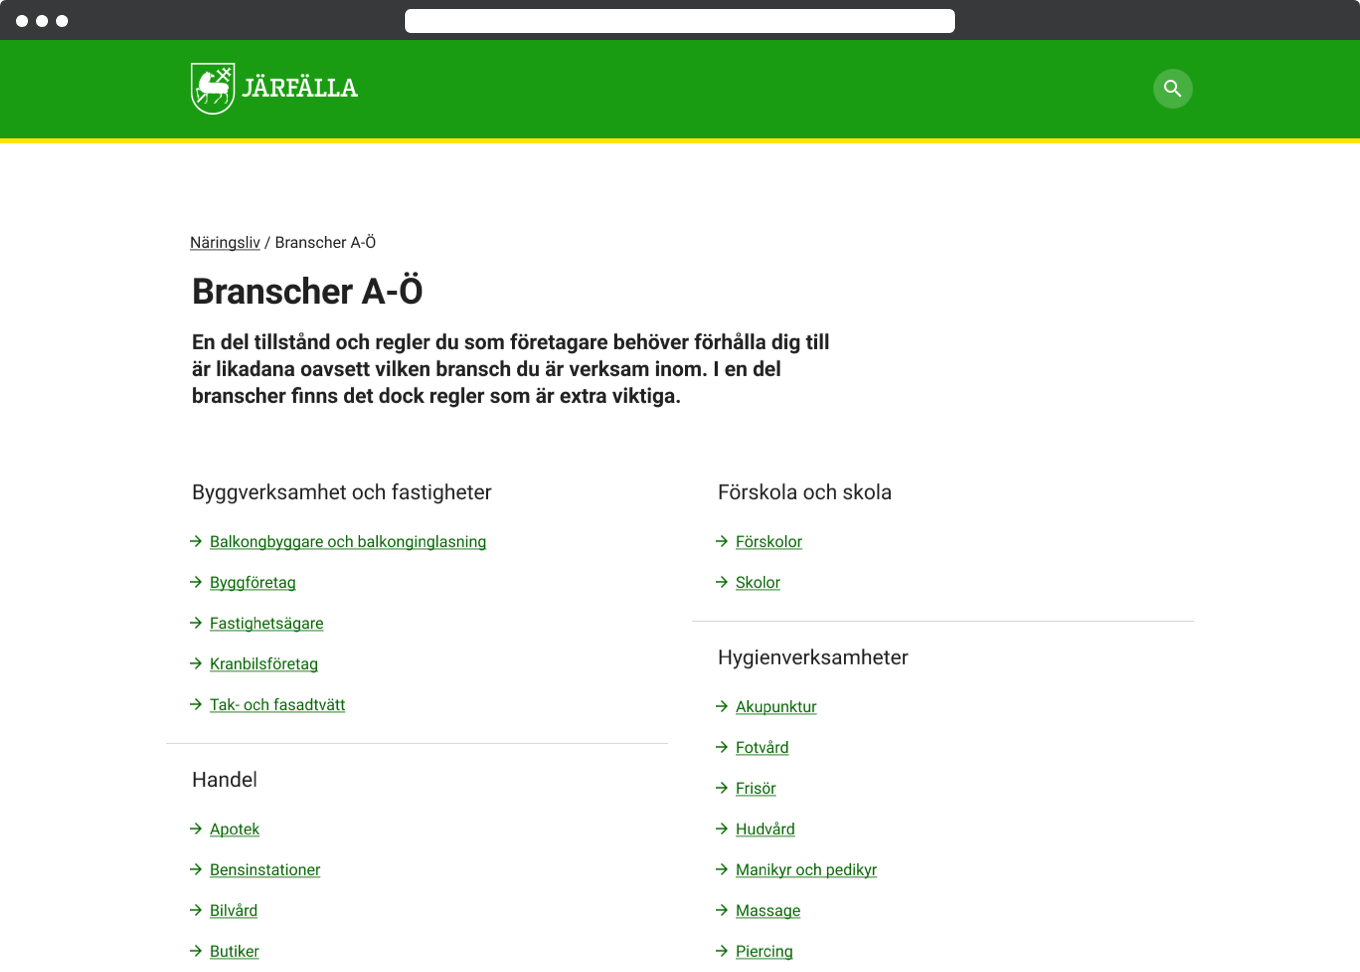 JÄRFÄLLA
Näringsliv / Branscher A-Ö
Branscher A-Ö
En del tillstånd och regler du som företagare behöver förhålla dig till
är likadana oavsett vilken bransch du är verksam inom. I en del
branscher finns det dock regler som är extra viktiga.
Byggverksamhet och fastigheter
Balkongbyggare och balkonginglasning
Byggföretag
Fastighetsägare
Kranbilsföretag
Tak- och fasadtvätt
Handel
Apotek
Bensinstationer
Bilvård
Butiker
Förskola och skola
Förskolor
Skolor
Hygienverksamheter
Akupunktur
Fotvård
Frisör
Hudvård
Manikyr och pedikyr
Massage
Piercing